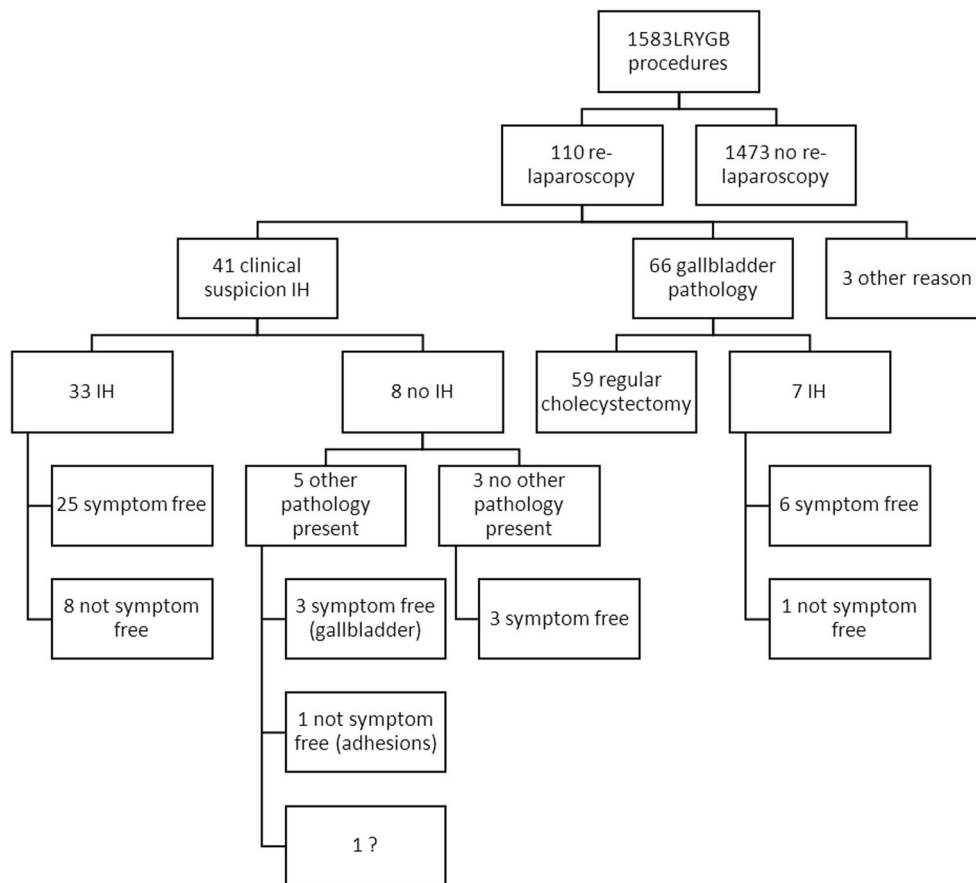 1583LRYGB
procedures
110 re-
laparoscopy
1473 no re-
laparoscopy
41 clinical
suspicion IH
66 gallbladder
pathology
3 other reason
33 IH
8 no IH
59 regular
cholecystectomy
7 IH
25 symptom free
5 other
pathology
present
3 no other
pathology
present
6 symptom free
8 not symptom
free
3 symptom free
(gallbladder)
3 symptom free
1 not symptom
free
1 not symptom
free (adhesions)
1 ?